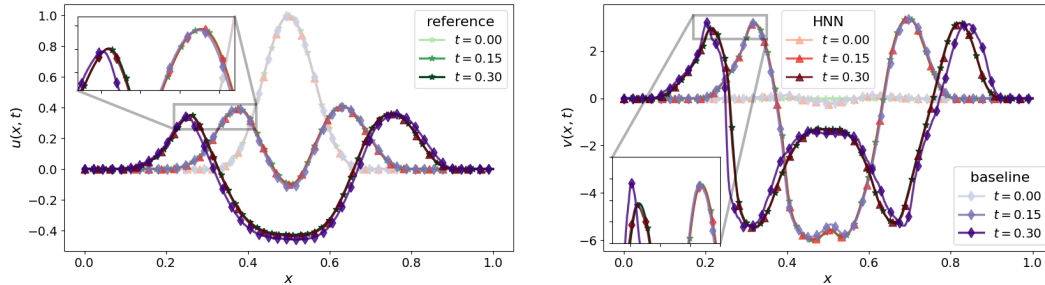 reference
t = 0.00
t = 0.15
t = 0.30
u(x, t)
1.0
0.8
0.6
0.4
0.2
0.0
−0.2
−0.4
0.0 0.2 0.4 0.6 0.8 1.0
x
HNN
t = 0.00
t = 0.15
t = 0.30
v(x, t)
2
0
−2
−4
−6
baseline
t = 0.00
t = 0.15
t = 0.30
0.0 0.2 0.4 0.6 0.8 1.0
x